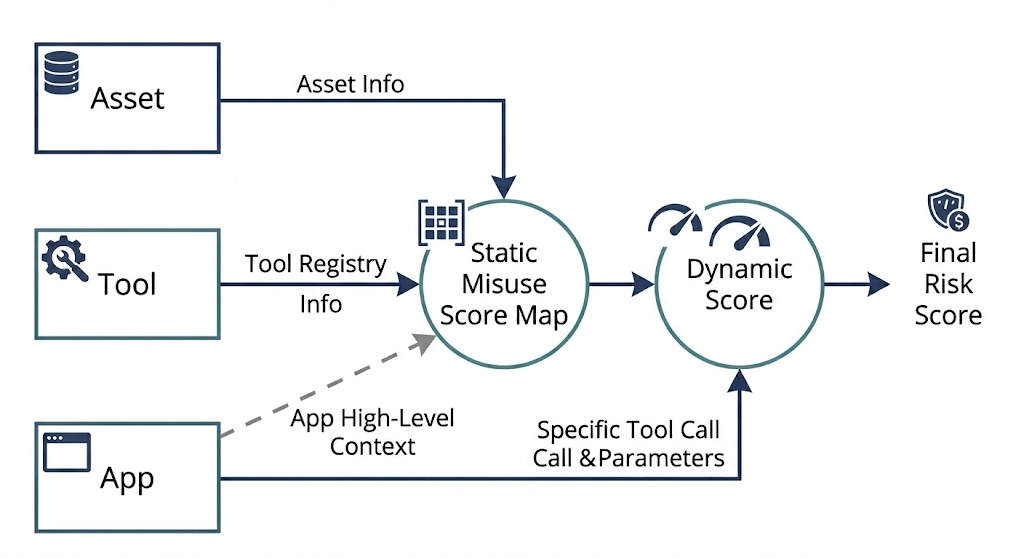 Asset
Asset Info
Tool
Tool Registry
Info
Static
Misuse
Score Map
Dynamic
Score
Final
Risk
Score
App
App High-Level
Context
Specific Tool Call
Call &Parameters